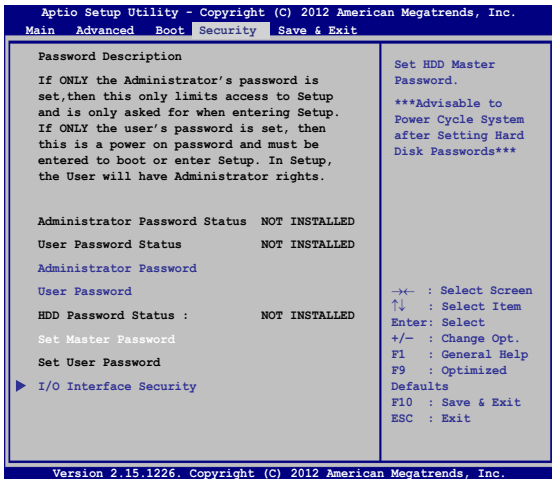 Aptio Setup Utility - Copyright (C) 2012 American Megatrends, Inc.
Main Advanced Boot Security Save & Exit
Password Description
If ONLY the Administrator's password is
set,then this only limits access to Setup
and is only asked for when entering Setup.
If ONLY the user's password is set, then
this is a power on password and must be
entered to boot or enter Setup. In Setup,
the User will have Administrator rights.
Administrator Password Status NOT INSTALLED
User Password Status NOT INSTALLED
Administrator Password
User Password
HDD Password Status : NOT INSTALLED
Set Master Password
Set User Password
I/O Interface Security
Set HDD Master
Password.
***Advisable to
Power Cycle System
after Setting Hard
Disk Passwords***
→← : Select Screen
↑↓ : Select Item
Enter: Select
+/— : Change Opt.
F1 : General Help
F9 : Optimized
Defaults
F10 : Save & Exit
ESC : Exit
Version 2.15.1226. Copyright (C) 2012 American Megatrends, Inc.